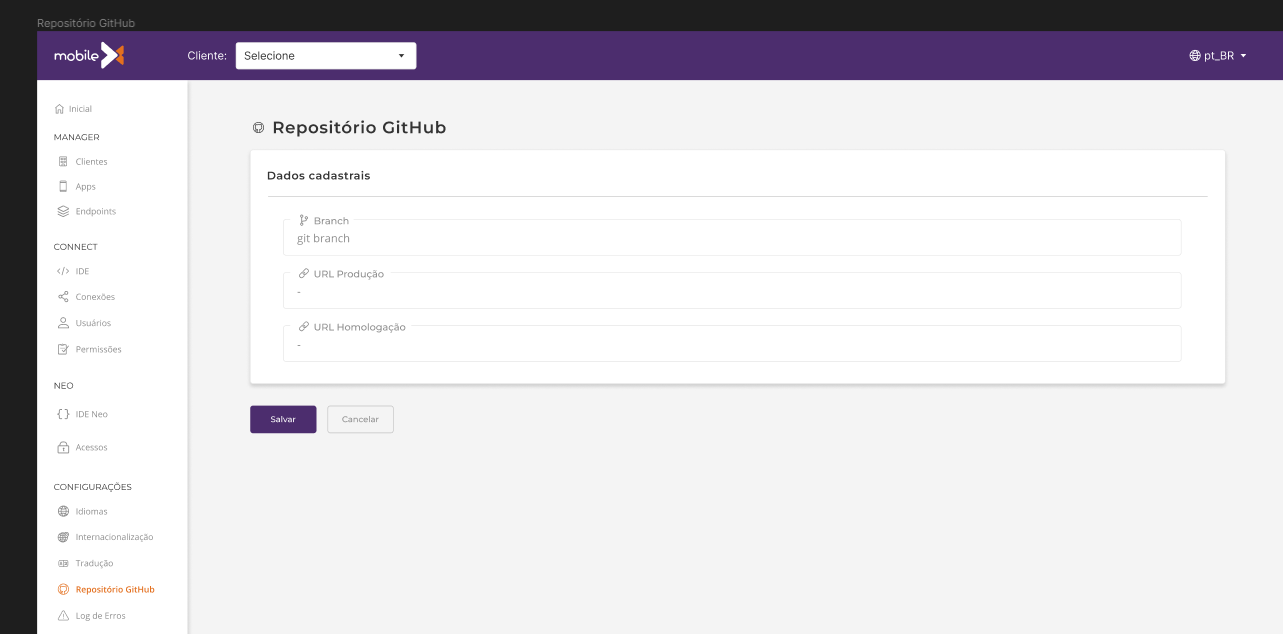 Repositório GitHub
mobile
Cliente: Selecione
pt_BR
Inicial
MANAGER
Clientes
Apps
Endpoints
CONNECT
IDE
Conexões
Usuários
Permissões
NEO
IDE Neo
Acessos
CONFIGURAÇÕES
Idiomas
Internacionalização
Tradução
Repositório GitHub
Log de Erros
Repositório GitHub
Dados cadastrais
Branch
git branch
URL Produção
-
URL Homologação
-
Salvar
Cancelar